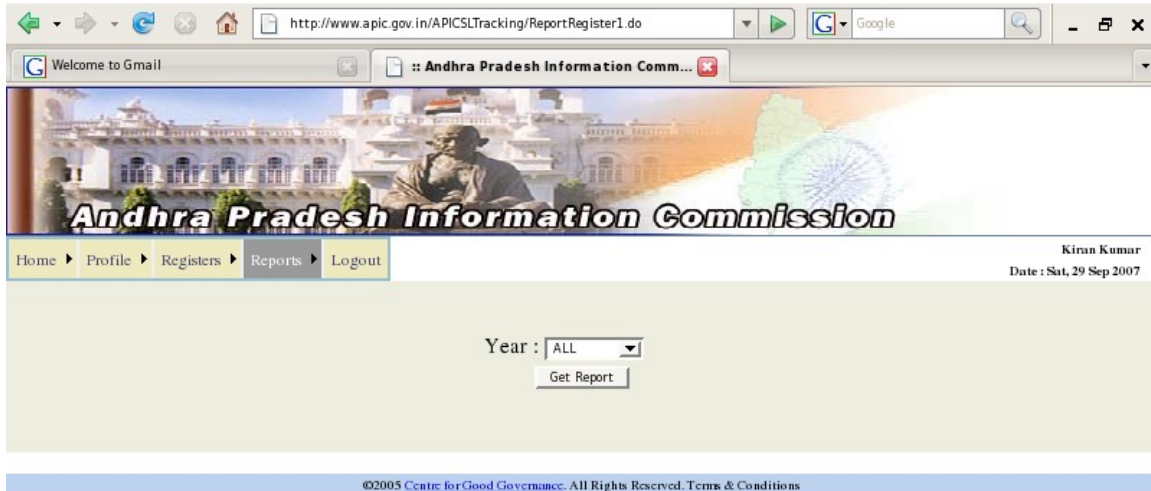 http://www.apic.gov.in/APICSLTracking/ReportRegister1.do
G Google
G Welcome to Gmail
:: Andhra Pradesh Information Comm...
Andhra Pradesh Information Commission
Home Profile Registers Reports Logout
Kiran Kumar
Date : Sat, 29 Sep 2007
Year : ALL
Get Report
©2005 Centre for Good Governance. All Rights Reserved. Terms & Conditions